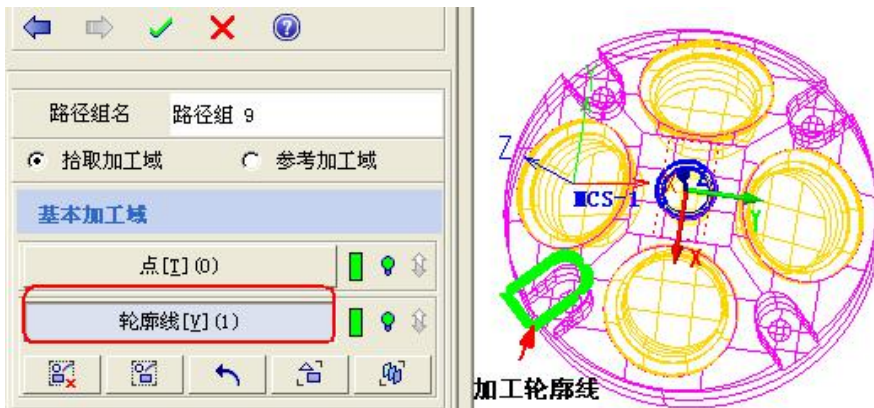 路径组名 路径组 9
拾取加工域 参考加工域
基本加工域
点[T](0)
轮廓线[V](1)
Z
Y
X
MCS-1
Z
Y
X
加工轮廓线